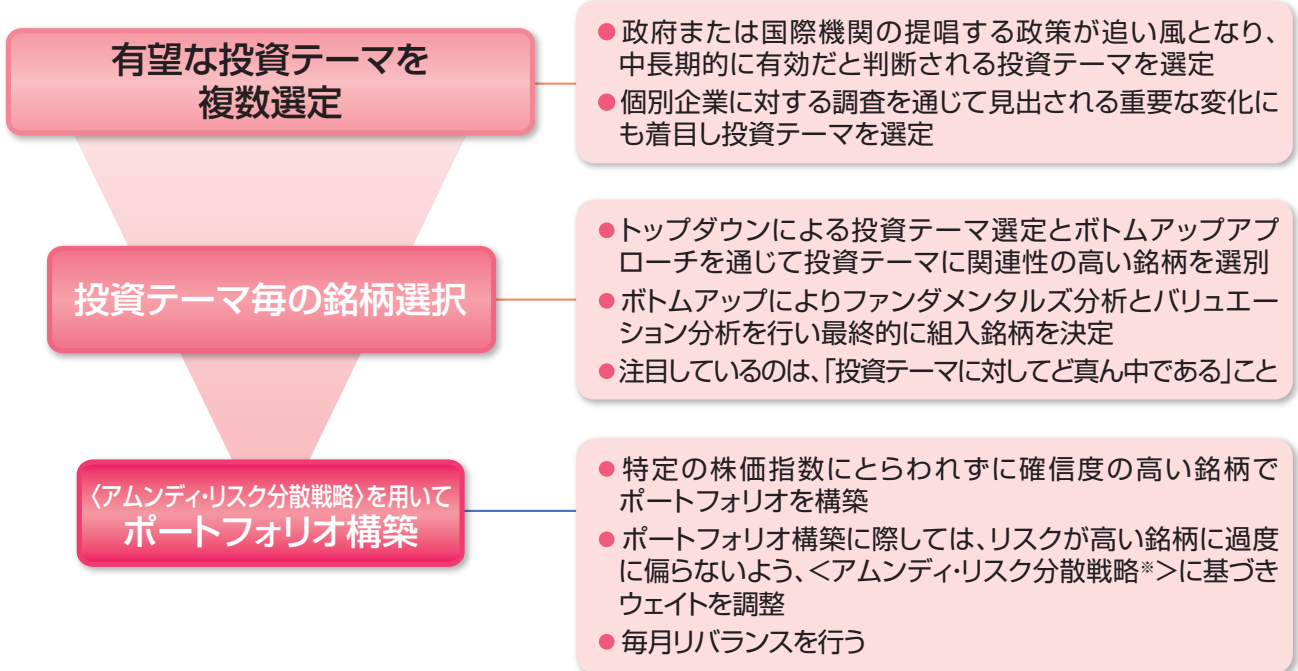 有望な投資テーマを
複数選定
●政府または国際機関の提唱する政策が追い風となり、
中長期的に有効だと判断される投資テーマを選定
●個別企業に対する調査を通じて見出される重要な変化に
も着目し投資テーマを選定
投資テーマ毎の銘柄選択
●トップダウンによる投資テーマ選定とボトムアップアプ
ローチを通じて投資テーマに関連性の高い銘柄を選別
●ボトムアップによりファンダメンタルズ分析とバリュエー
ション分析を行い最終的に組入銘柄を決定
●注目しているのは、「投資テーマに対してど真ん中である」こと
〈アムンディ・リスク分散戦略〉を用いて
ポートフォリオ構築
●特定の株価指数にとらわれずに確信度の高い銘柄で
ポートフォリオを構築
●ポートフォリオ構築に際しては、リスクが高い銘柄に過度
に偏らないよう、<アムンディ・リスク分散戦略※>に基づき
ウェイトを調整
●毎月リバランスを行う